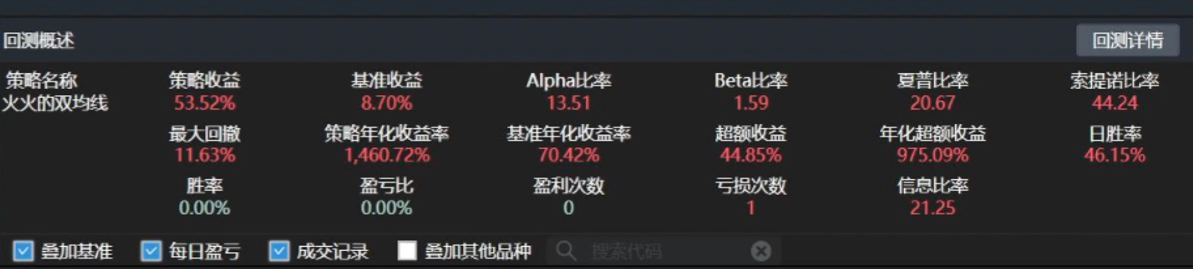 回测概述 回测详情
策略名称 策略收益 基准收益 Alpha比率 Beta比率 夏普比率 索提诺比率
火火的双均线 53.52% 8.70% 13.51 1.59 20.67 44.24
最大回撤 策略年化收益率 基准年化收益率 超额收益 年化超额收益 日胜率
11.63% 1,460.72% 70.42% 44.85% 975.09% 46.15%
胜率 盈亏比 盈利次数 亏损次数 信息比率
0.00% 0.00% 0 1 21.25
叠加基准 每日盈亏 成交记录 叠加其他品种 搜索代码